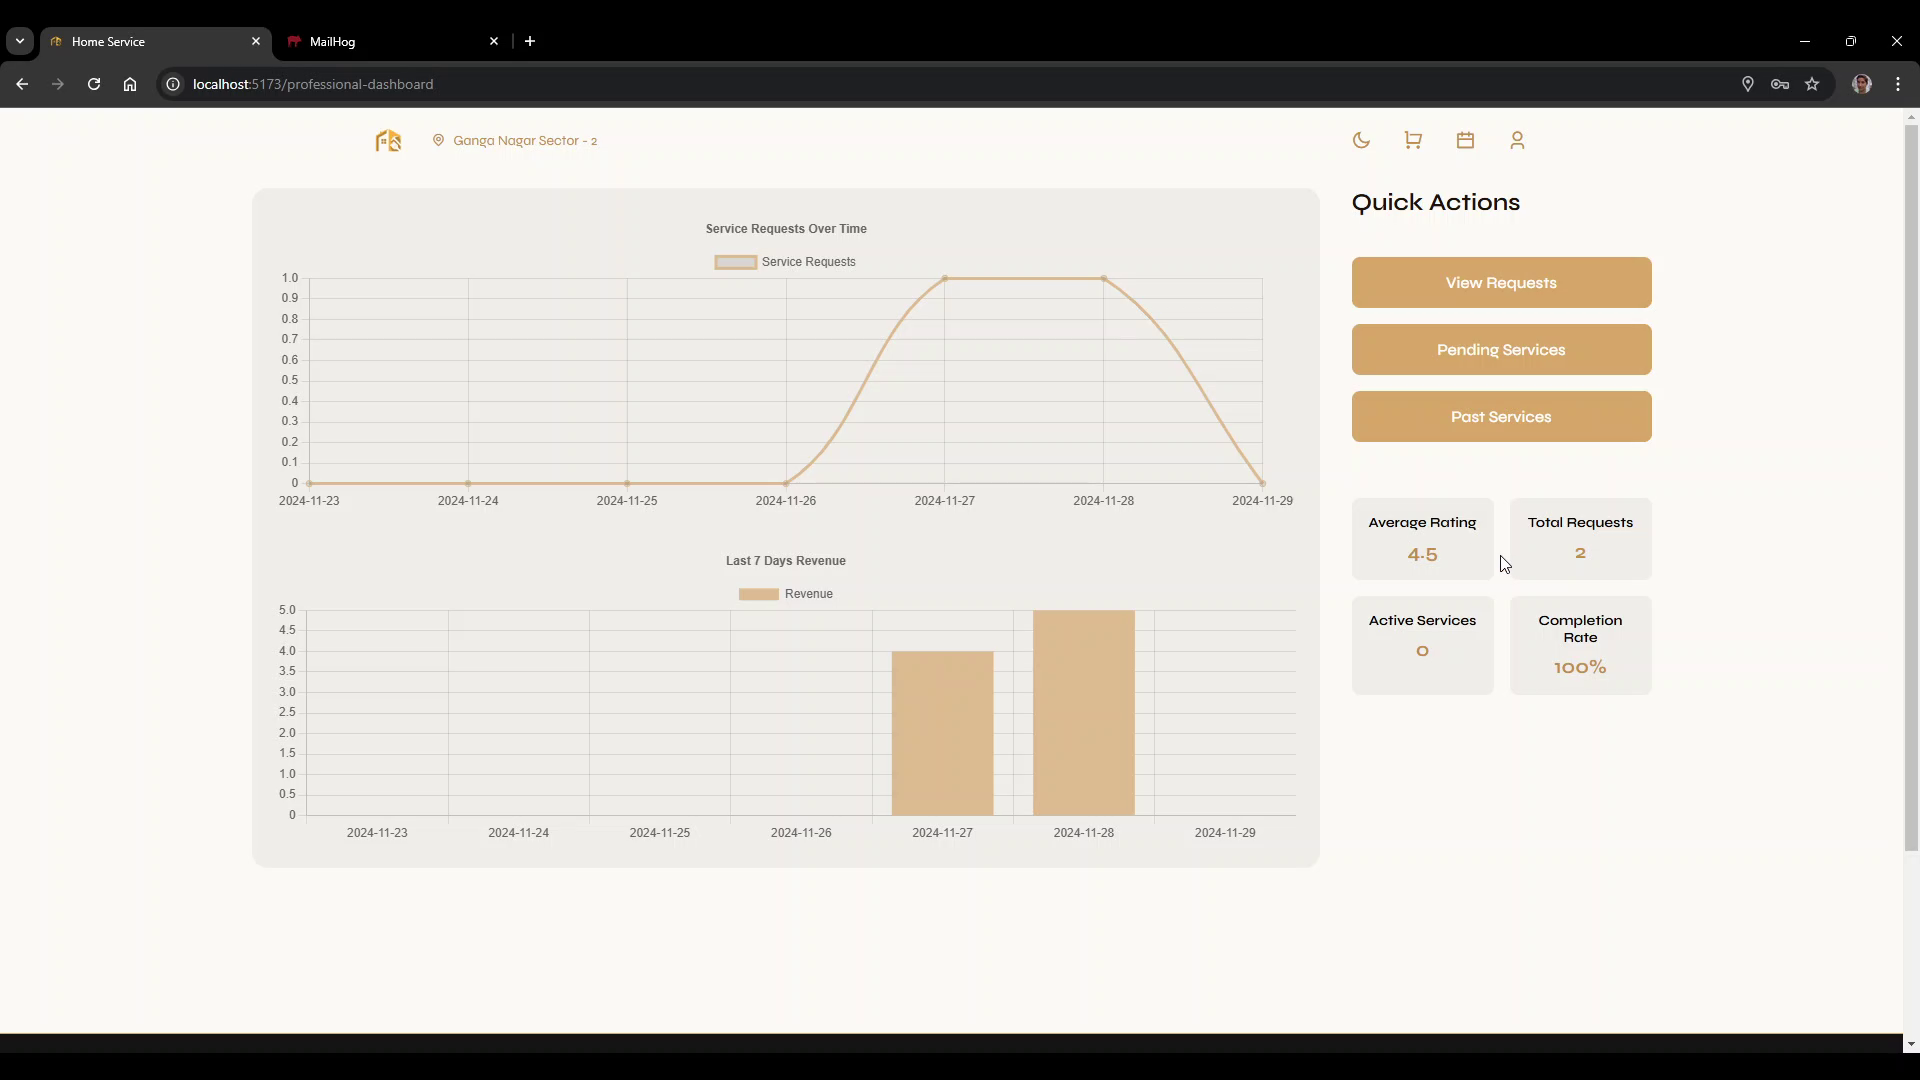 Home Service
MailHog
localhost:5173/professional-dashboard
Ganga Nagar Sector - 2
Service Requests Over Time
Service Requests
1.0
0.9
0.8
0.7
0.6
0.5
0.4
0.3
0.2
0.1
0
2024-11-23 2024-11-24 2024-11-25 2024-11-26 2024-11-27 2024-11-28 2024-11-29
Last 7 Days Revenue
Revenue
5.0
4.5
4.0
3.5
3.0
2.5
2.0
1.5
1.0
0.5
0
2024-11-23 2024-11-24 2024-11-25 2024-11-26 2024-11-27 2024-11-28 2024-11-29
Quick Actions
View Requests
Pending Services
Past Services
Average Rating
4.5
Total Requests
2
Active Services
0
Completion
Rate
100%